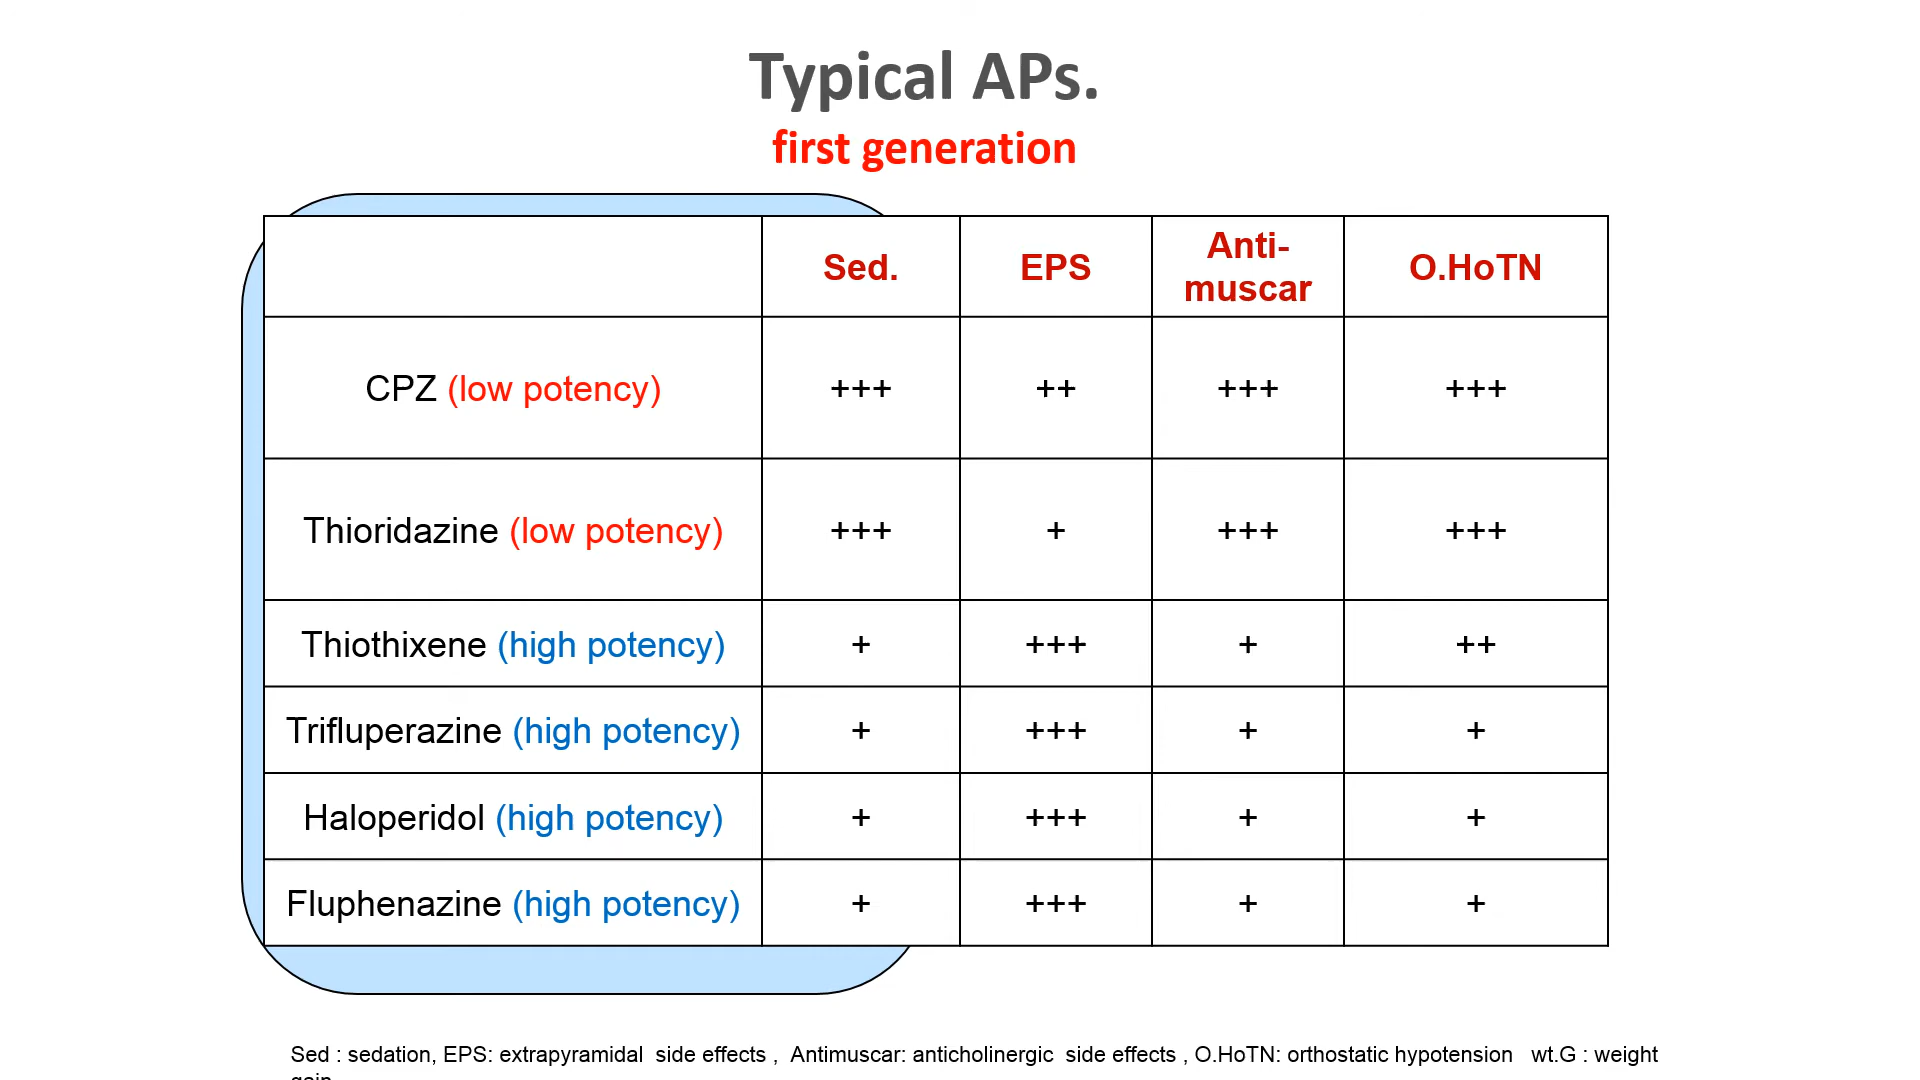 Typical APs.
first generation
Sed. EPS Anti-muscar O.HoTN
CPZ (low potency) +++ ++ +++ +++
Thioridazine (low potency) +++ + +++ +++
Thiothixene (high potency) + +++ + ++
Trifluperazine (high potency) + +++ + +
Haloperidol (high potency) + +++ + +
Fluphenazine (high potency) + +++ + +
Sed : sedation, EPS: extrapyramidal side effects , Antimuscar: anticholinergic side effects , O.HoTN: orthostatic hypotension wt.G : weight
gain